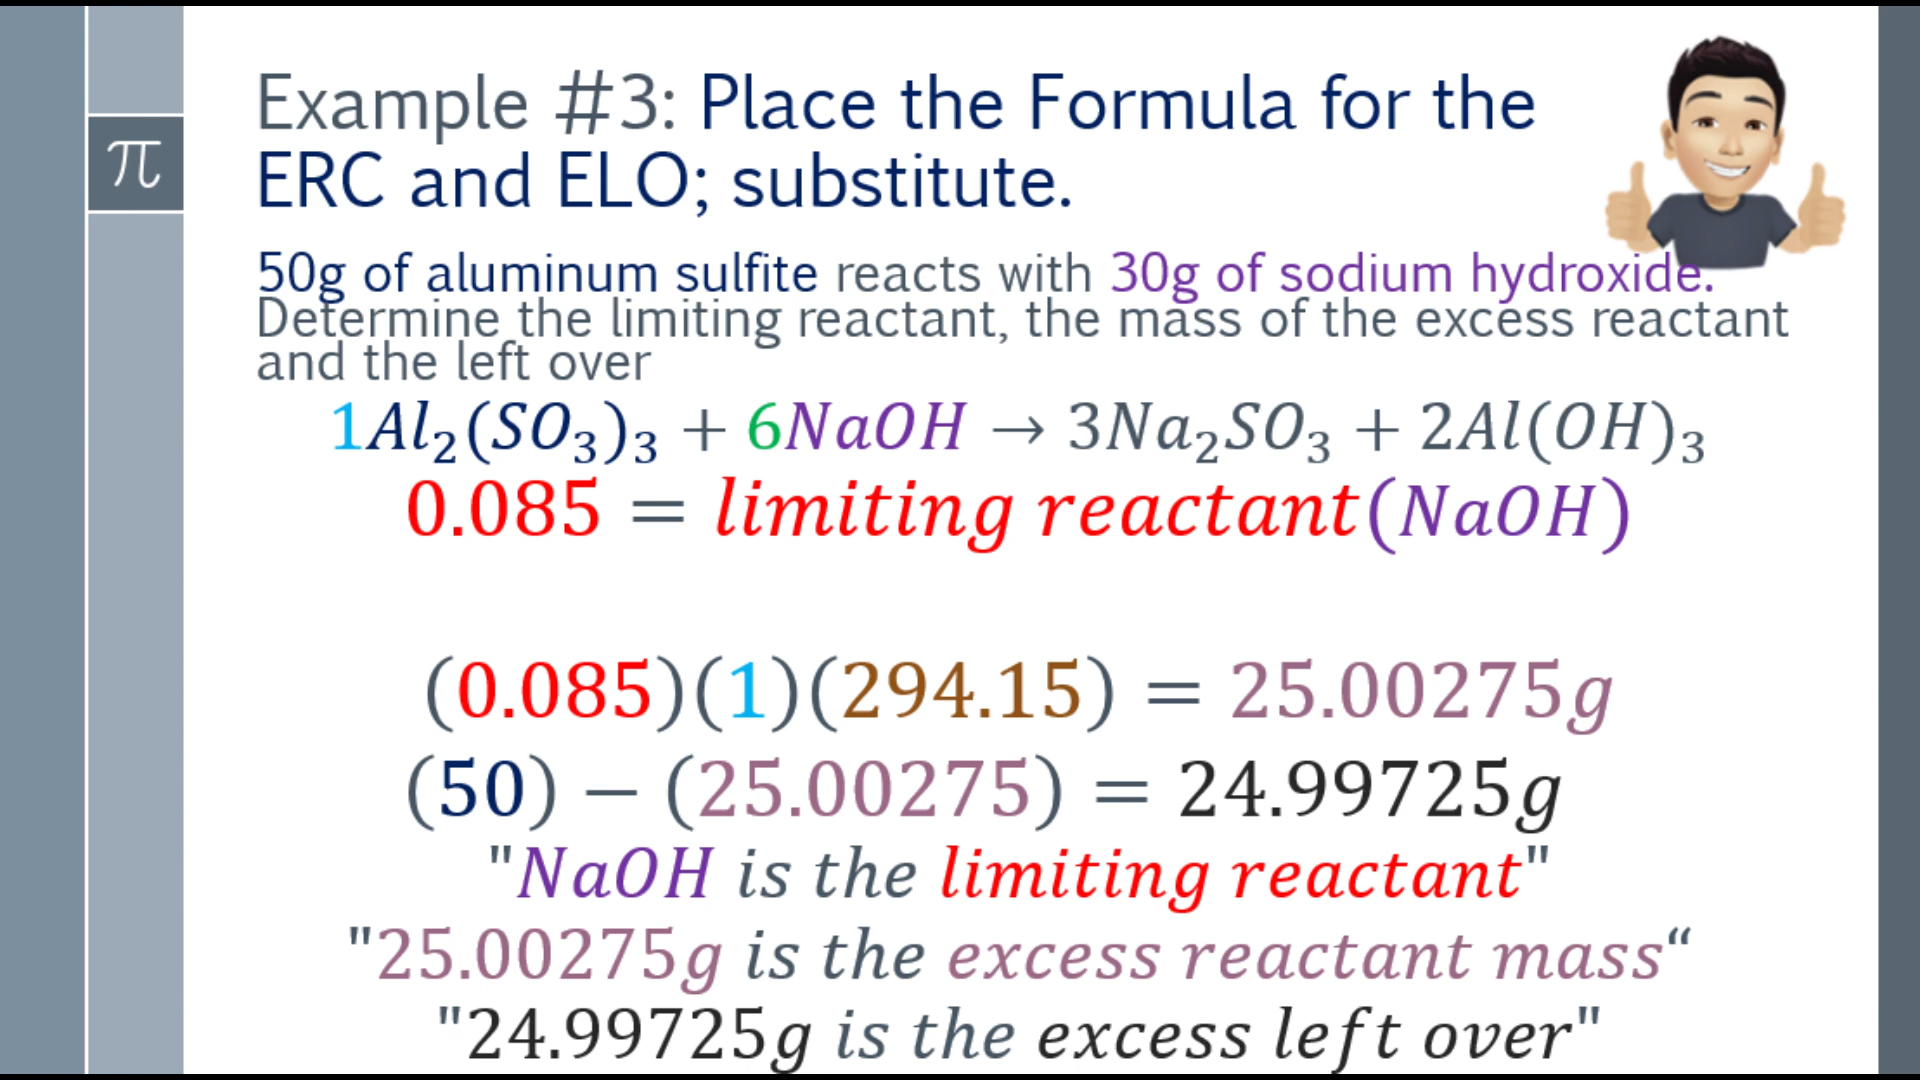 π
Example #3: Place the Formula for the
ERC and ELO; substitute.
50g of aluminum sulfite reacts with 30g of sodium hydroxide.
Determine the limiting reactant, the mass of the excess reactant
and the left over
1Al₂(SO₃)₃ + 6NaOH → 3Na₂SO₃ + 2Al(OH)₃
0.085 = limiting reactant(NaOH)
(0.085)(1)(294.15) = 25.00275g
(50) − (25.00275) = 24.99725g
"NaOH is the limiting reactant"
"25.00275g is the excess reactant mass“
"24.99725g is the excess left over"